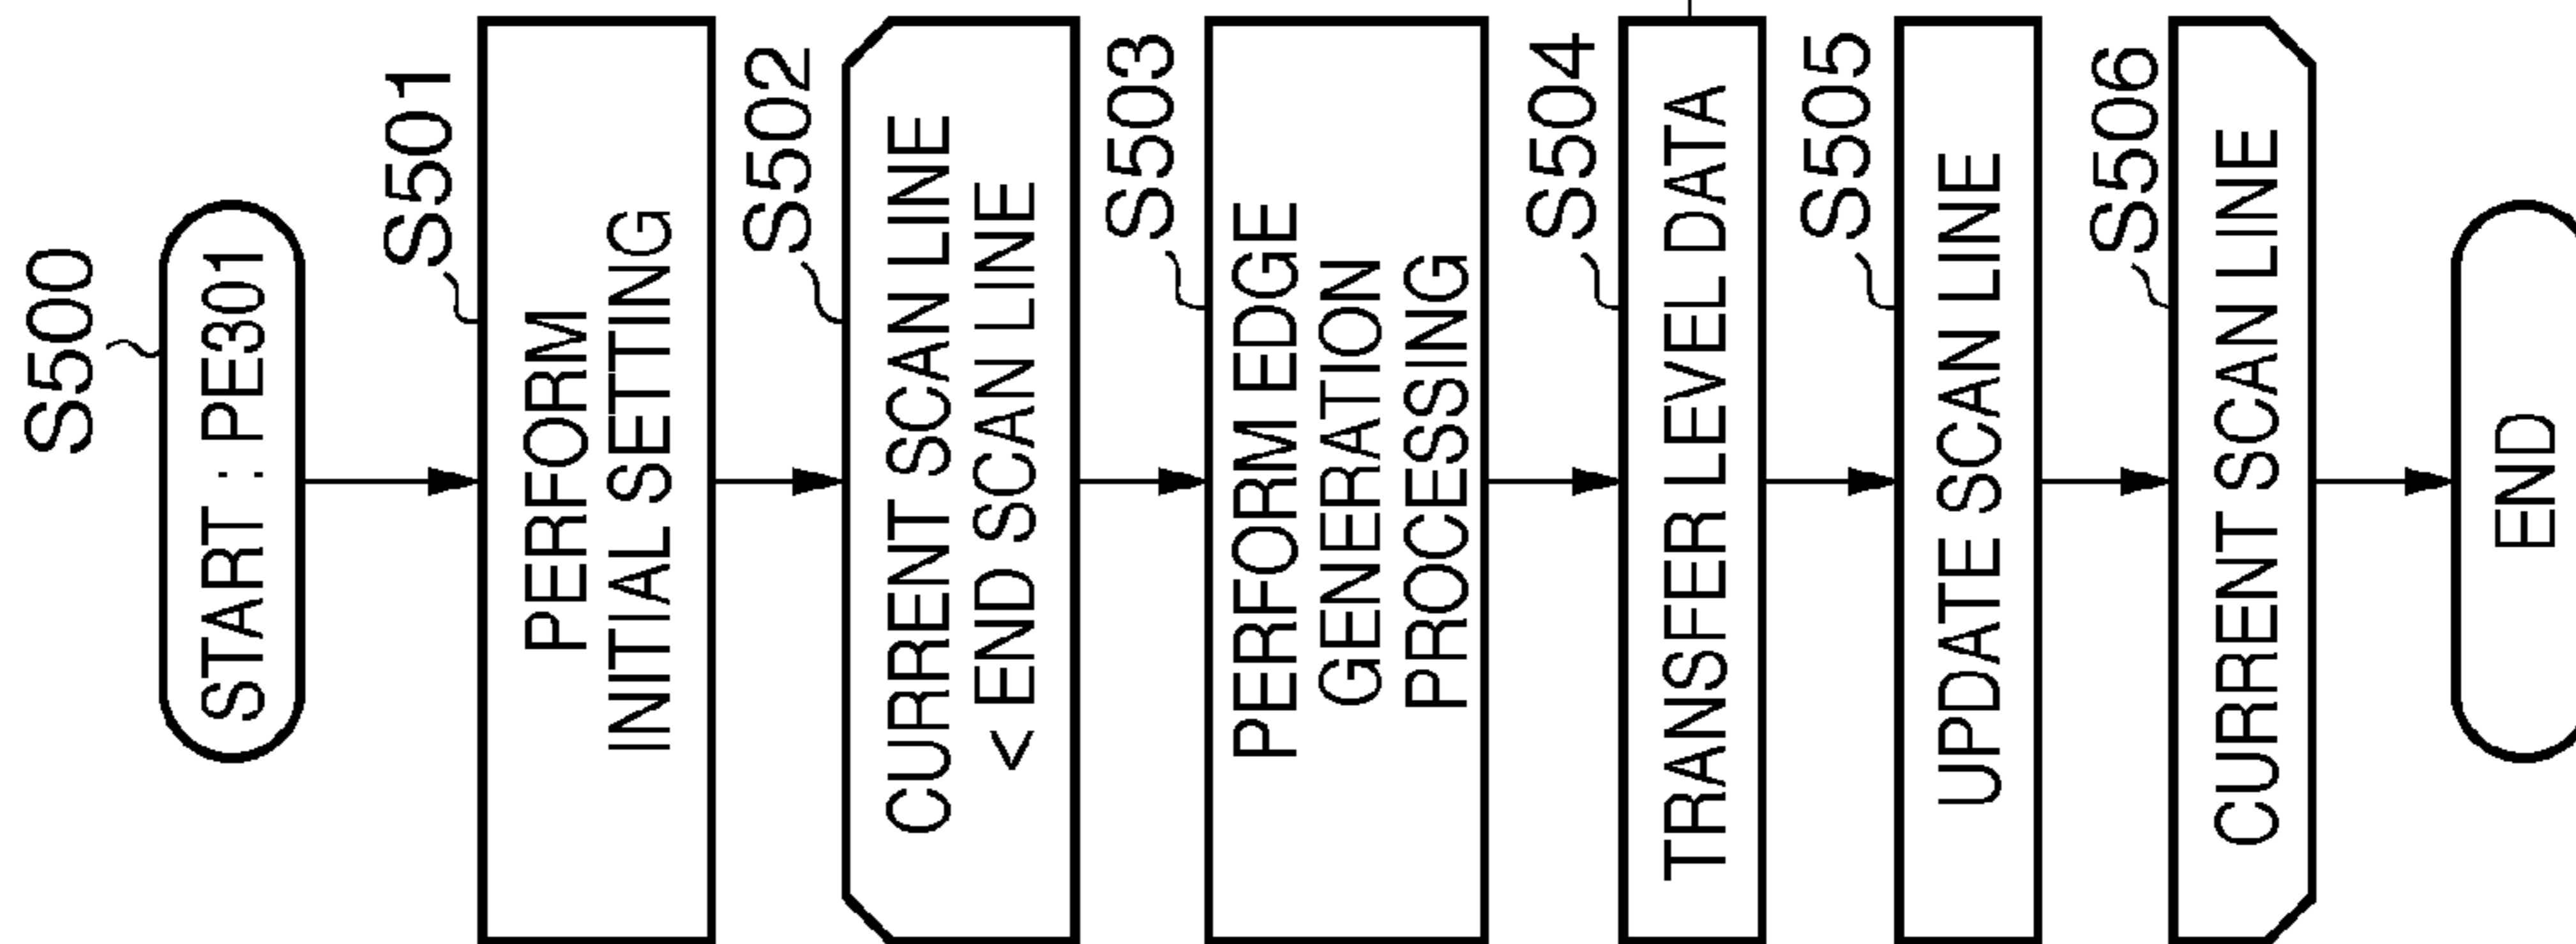 S500
START : PE301
S501
PERFORM
INITIAL SETTING
S502
CURRENT SCAN LINE
< END SCAN LINE
S503
PERFORM EDGE
GENERATION
PROCESSING
S504
TRANSFER LEVEL DATA
S505
UPDATE SCAN LINE
S506
CURRENT SCAN LINE
END